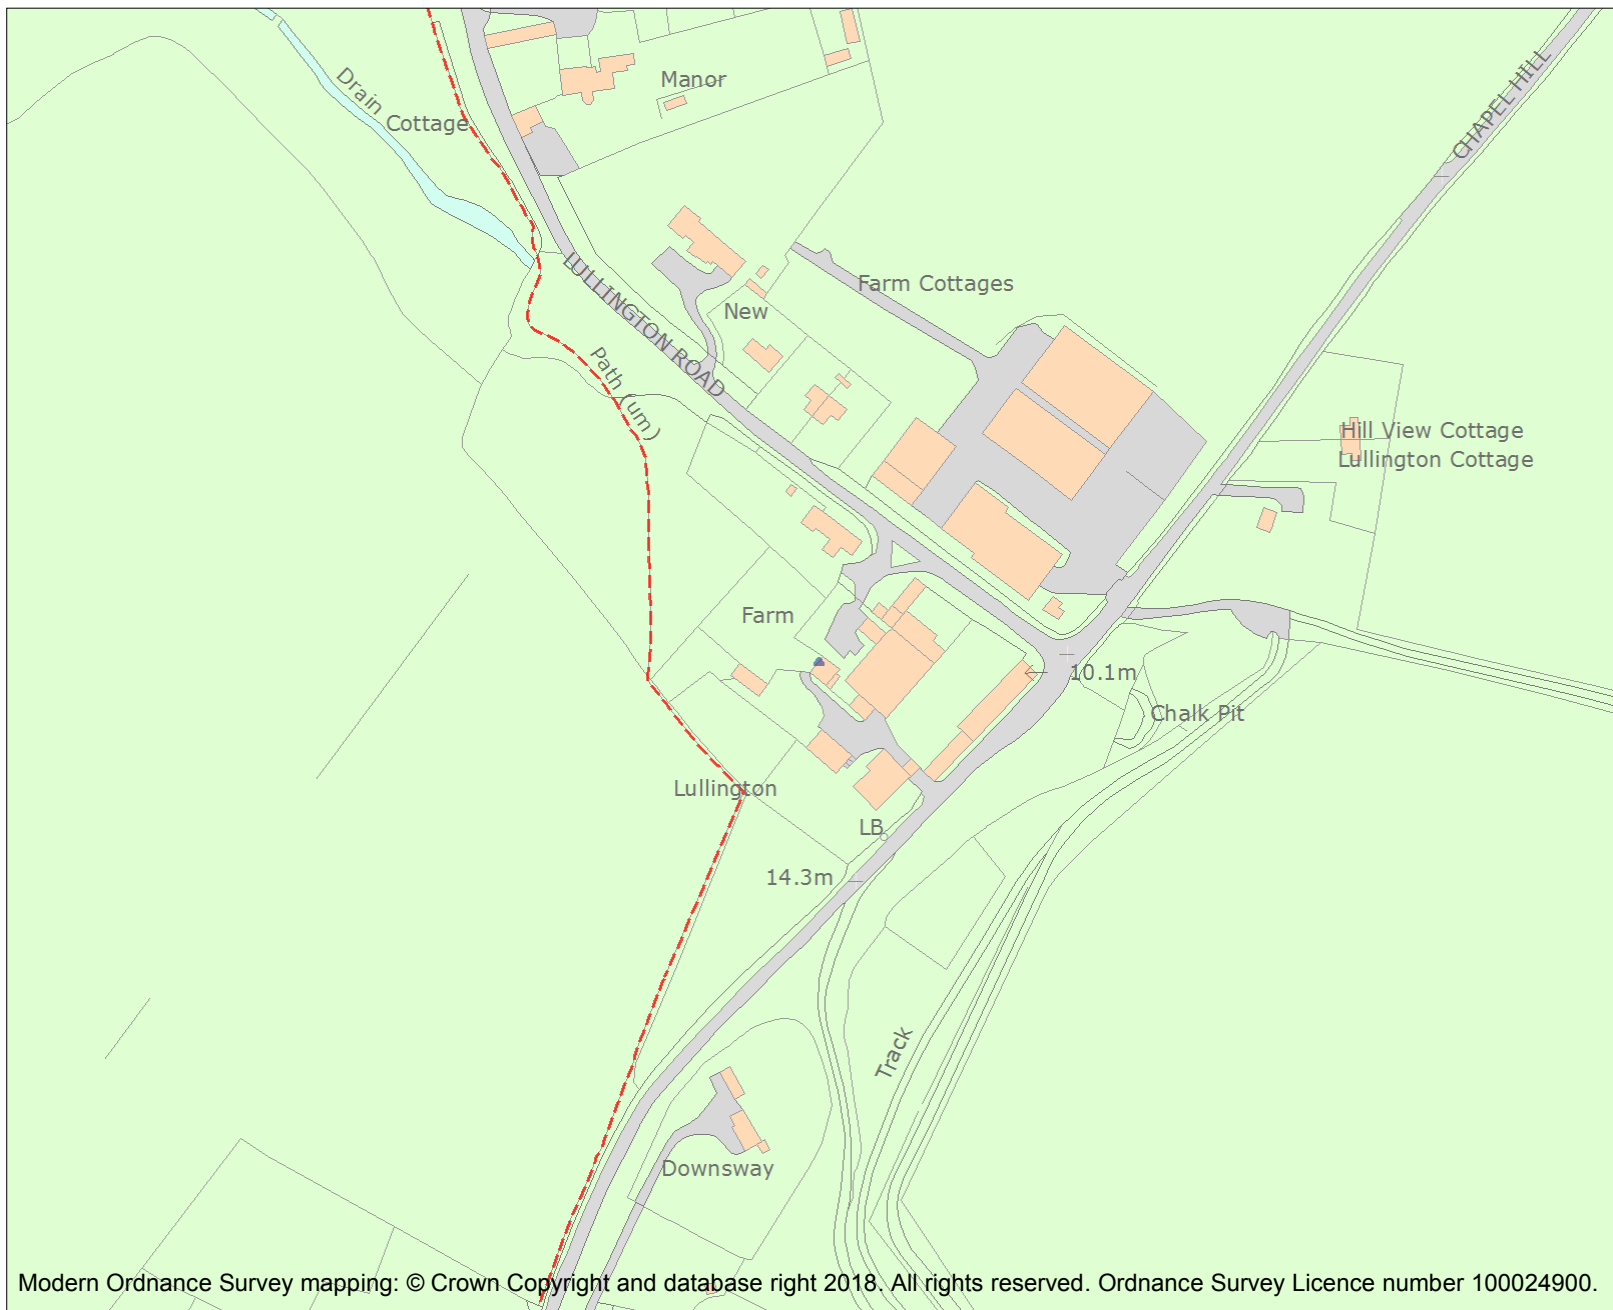 Manor
CHAPEL HILL
Drain
Cottage
LULLINGTON ROAD
Farm Cottages
New
Path (um)
Hill View Cottage
Lullington Cottage
Farm
10.1m
Chalk Pit
Lullington
LB
14.3m
Track
Downsway
Modern Ordnance Survey mapping: © Crown Copyright and database right 2018. All rights reserved. Ordnance Survey Licence number 100024900.